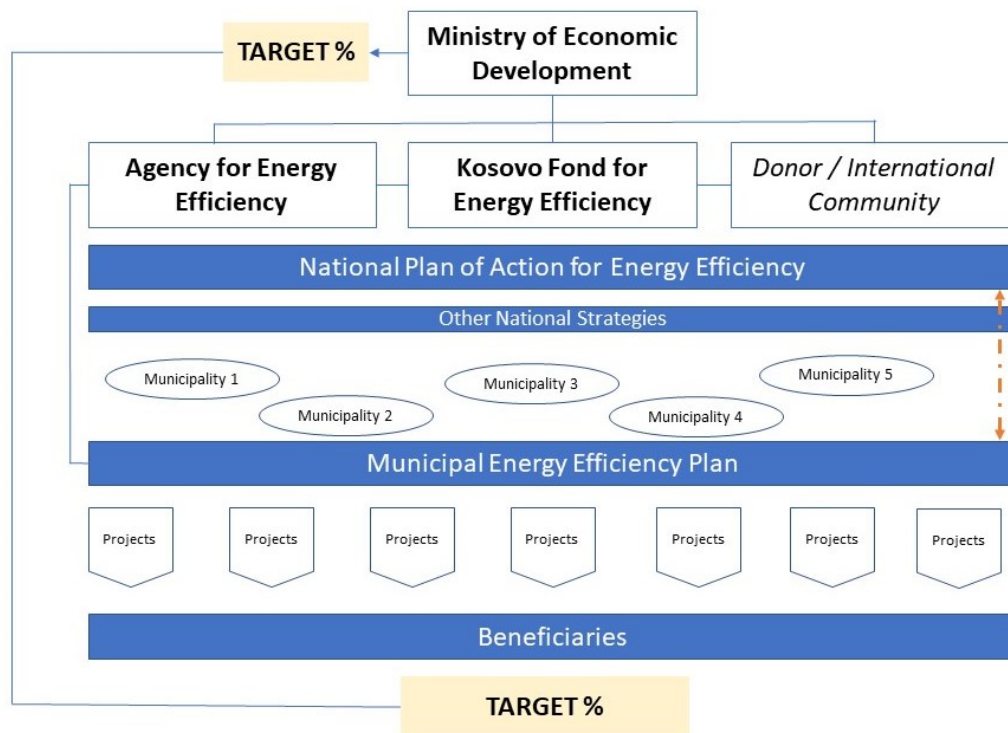 TARGET %
Ministry of Economic
Development
Agency for Energy
Efficiency
Kosovo Fond for
Energy Efficiency
Donor / International
Community
National Plan of Action for Energy Efficiency
Other National Strategies
Municipality 1
Municipality 2
Municipality 3
Municipality 4
Municipality 5
Municipal Energy Efficiency Plan
Projects
Projects
Projects
Projects
Projects
Projects
Projects
Beneficiaries
TARGET %